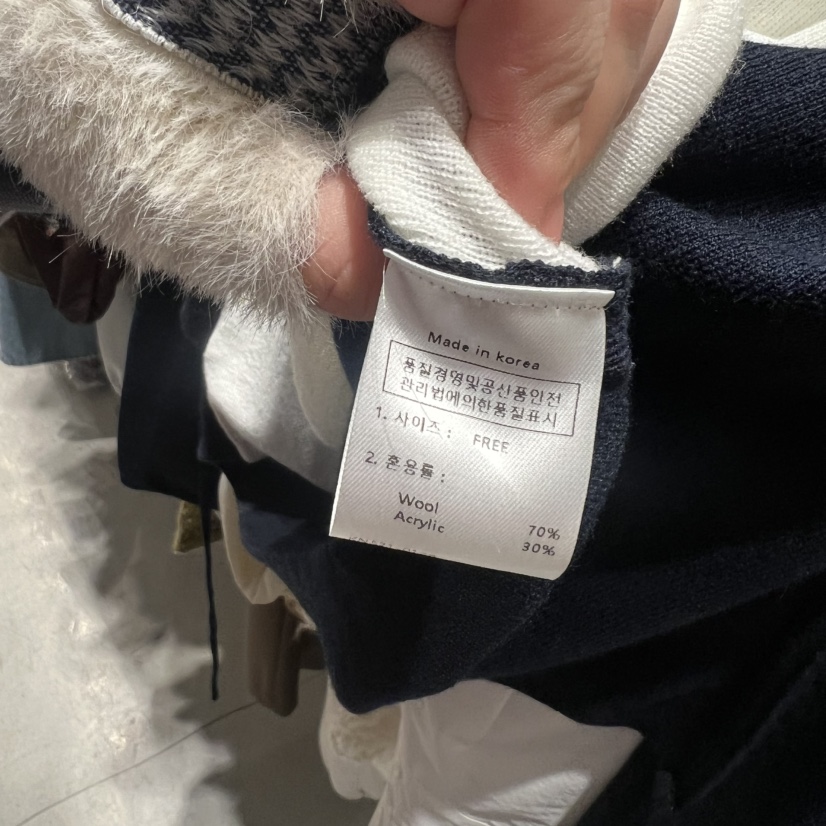 Made in korea
품질경영및공산품안전
관리법에의한품질표시
1. 사이즈 : FREE
2. 혼용률 :
Wool 70%
Acrylic 30%